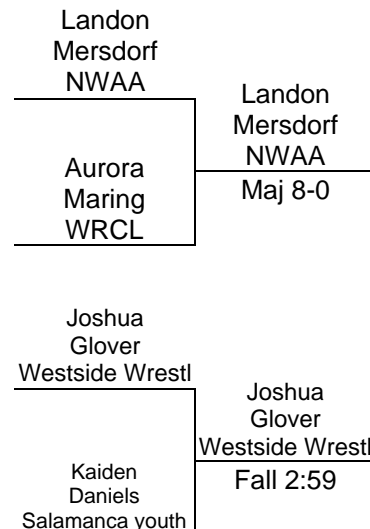 Landon
Mersdorf
NWAA
Landon
Mersdorf
NWAA
Maj 8-0
Aurora
Maring
WRCL
Joshua
Glover
Westside Wrestl
Joshua
Glover
Westside Wrestl
Fall 2:59
Kaiden
Daniels
Salamanca youth